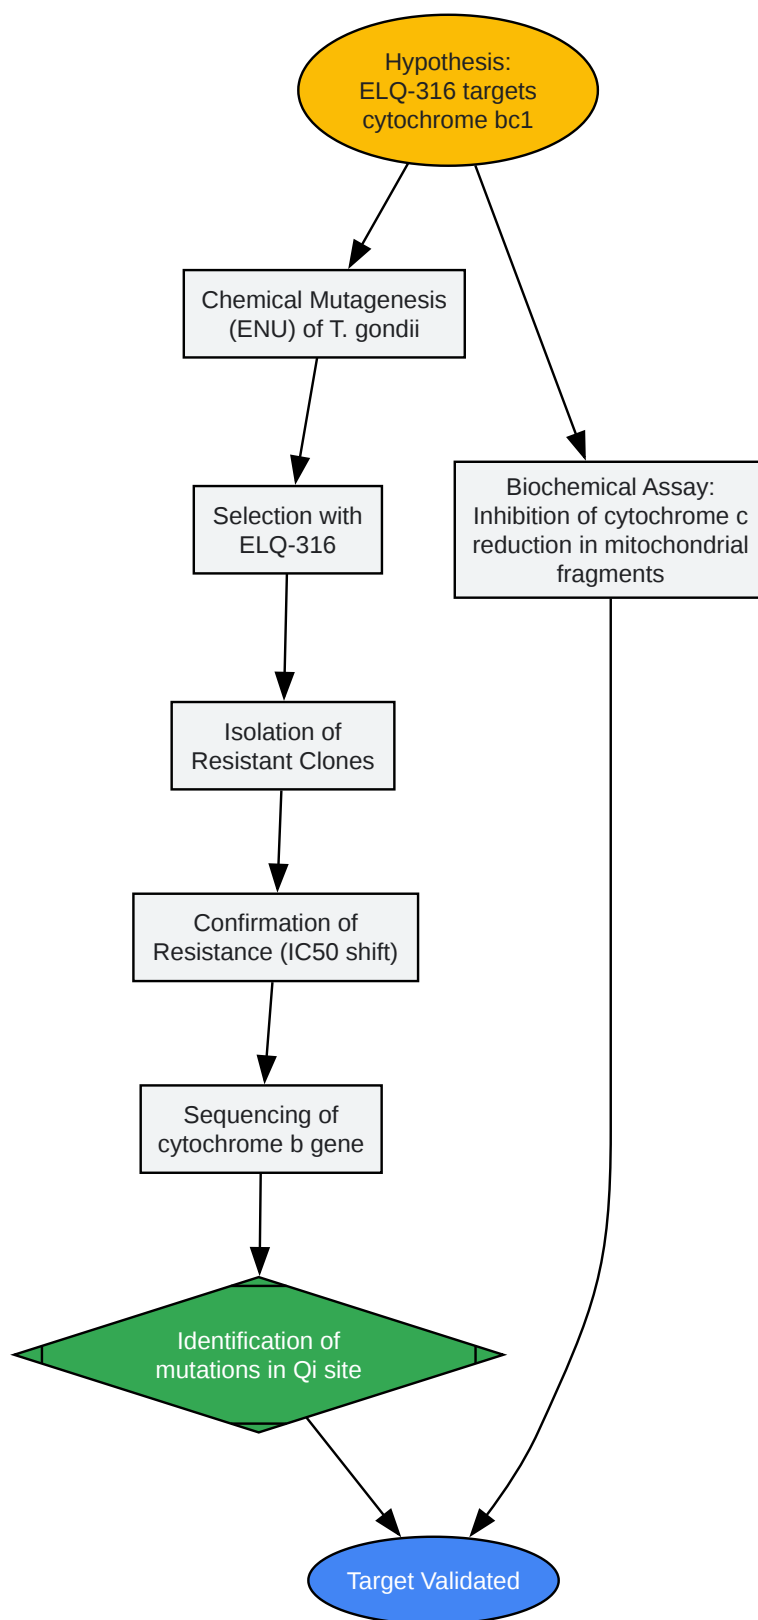 Hypothesis:
ELQ-316 targets
cytochrome bc1
Chemical Mutagenesis
(ENU) of T. gondii
Selection with
ELQ-316
Biochemical Assay:
Inhibition of cytochrome c
reduction in mitochondrial
fragments
Isolation of
Resistant Clones
Confirmation of
Resistance (IC50 shift)
Sequencing of
cytochrome b gene
Identification of
mutations in Qi site
Target Validated